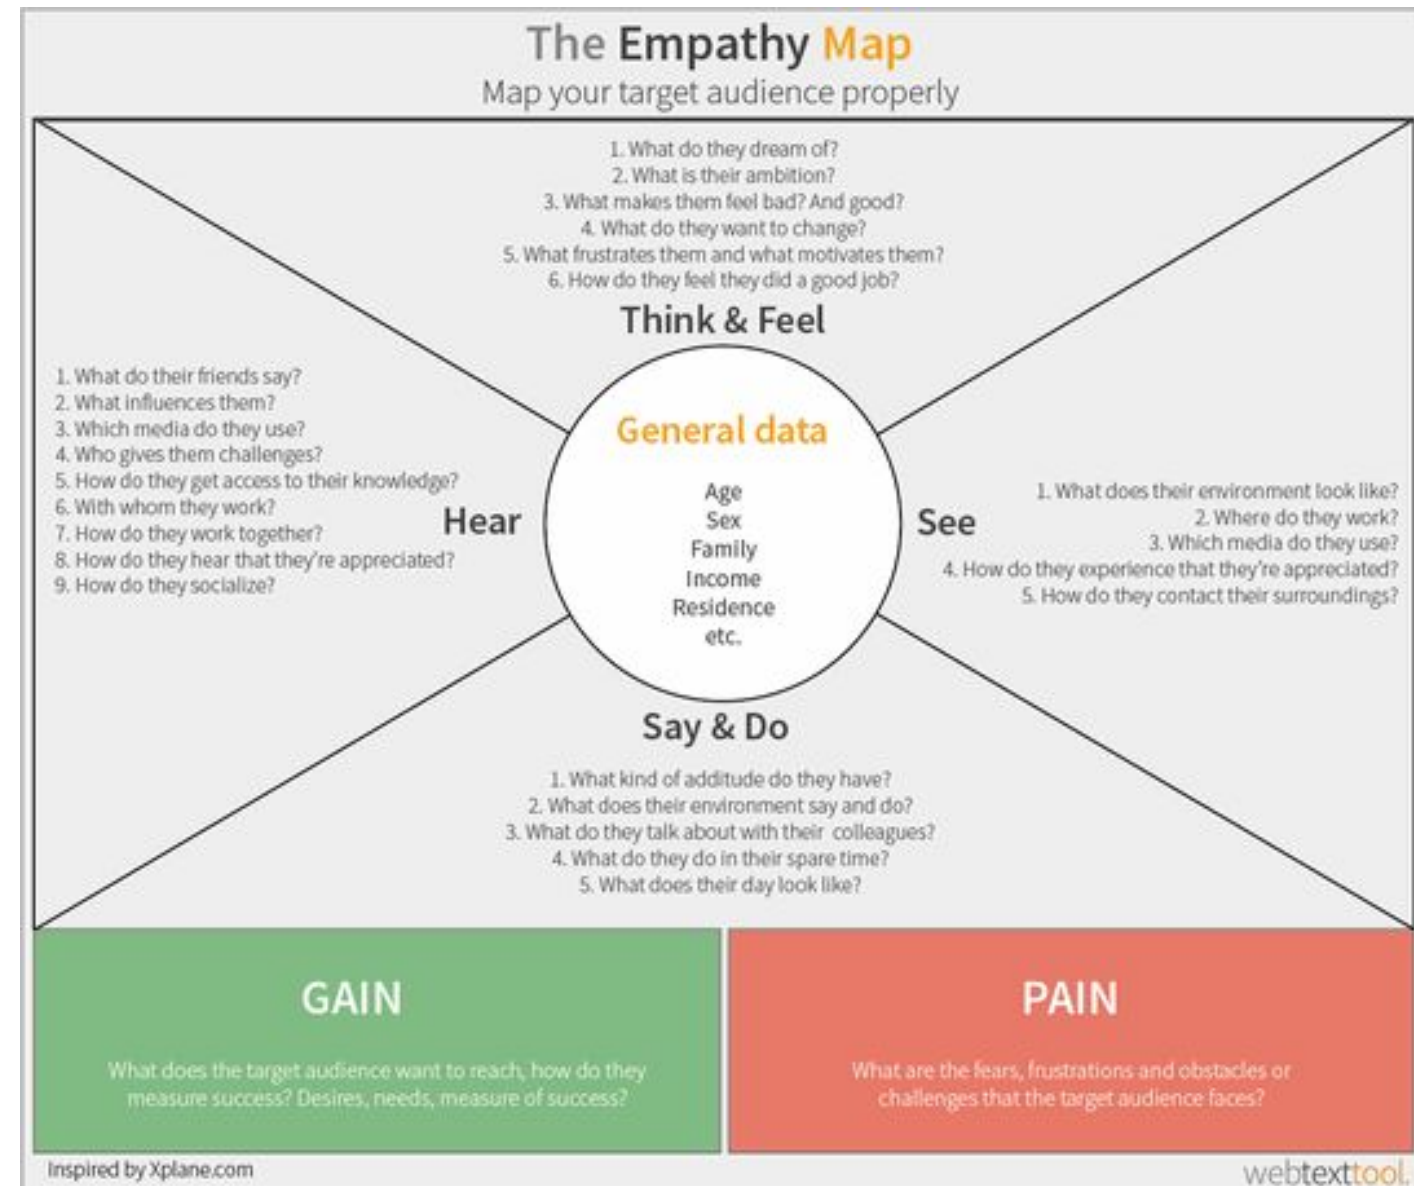 The Empathy Map
Map your target audience properly
1. What do they dream of?
2. What is their ambition?
3. What makes them feel bad? And good?
4. What do they want to change?
5. What frustrates them and what motivates them?
6. How do they feel they did a good job?
Think & Feel
1. What do their friends say?
2. What influences them?
3. Which media do they use?
4. Who gives them challenges?
5. How do they get access to their knowledge?
6. With whom they work?
7. How do they work together?
8. How do they hear that they're appreciated?
9. How do they socialize?
Hear
General data
Age
Sex
Family
Income
Residence
etc.
See
1. What does their environment look like?
2. Where do they work?
3. Which media do they use?
4. How do they experience that they're appreciated?
5. How do they contact their surroundings?
Say & Do
1. What kind of additude do they have?
2. What does their environment say and do?
3. What do they talk about with their colleagues?
4. What do they do in their spare time?
5. What does their day look like?
GAIN
What does the target audience want to reach, how do they
measure success? Desires, needs, measure of success?
PAIN
What are the fears, frustrations and obstacles or
challenges that the target audience faces?
Inspired by Xplane.com
webtexttool.